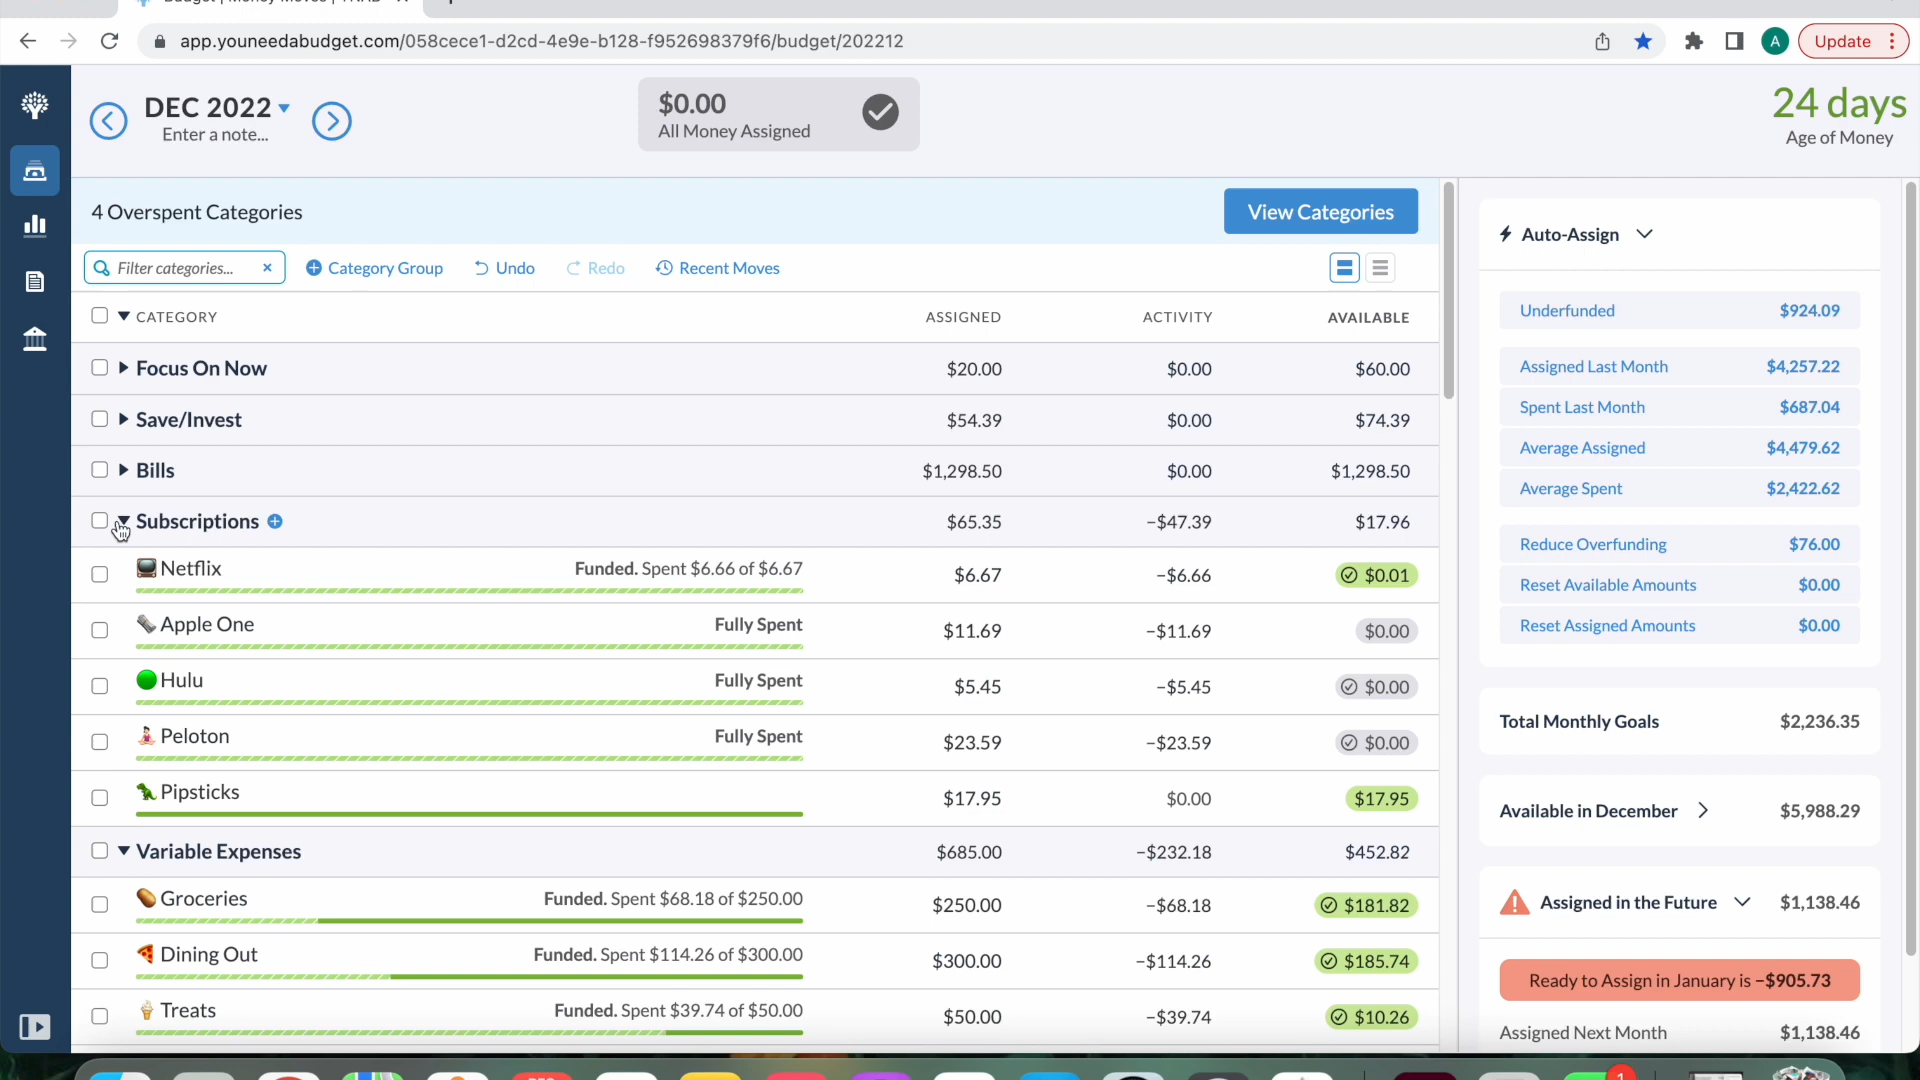 app.youneedabudget.com/058cece1-d2cd-4e9e-b128-f952698379f6/budget/202212
A
Update
DEC 2022
Enter a note...
$0.00
All Money Assigned
24 days
Age of Money
4 Overspent Categories
View Categories
Filter categories...
Category Group
Undo
Redo
Recent Moves
CATEGORY ASSIGNED ACTIVITY AVAILABLE
Focus On Now $20.00 $0.00 $60.00
Save/Invest $54.39 $0.00 $74.39
Bills $1,298.50 $0.00 $1,298.50
Subscriptions $65.35 −$47.39 $17.96
Netflix Funded. Spent $6.66 of $6.67 $6.67 −$6.66 $0.01
Apple One Fully Spent $11.69 −$11.69 $0.00
Hulu Fully Spent $5.45 −$5.45 $0.00
Peloton Fully Spent $23.59 −$23.59 $0.00
Pipsticks $17.95 $0.00 $17.95
Variable Expenses $685.00 −$232.18 $452.82
Groceries Funded. Spent $68.18 of $250.00 $250.00 −$68.18 $181.82
Dining Out Funded. Spent $114.26 of $300.00 $300.00 −$114.26 $185.74
Treats Funded. Spent $39.74 of $50.00 $50.00 −$39.74 $10.26
Auto-Assign
Underfunded $924.09
Assigned Last Month $4,257.22
Spent Last Month $687.04
Average Assigned $4,479.62
Average Spent $2,422.62
Reduce Overfunding $76.00
Reset Available Amounts $0.00
Reset Assigned Amounts $0.00
Total Monthly Goals $2,236.35
Available in December $5,988.29
Assigned in the Future $1,138.46
Ready to Assign in January is −$905.73
Assigned Next Month $1,138.46
1